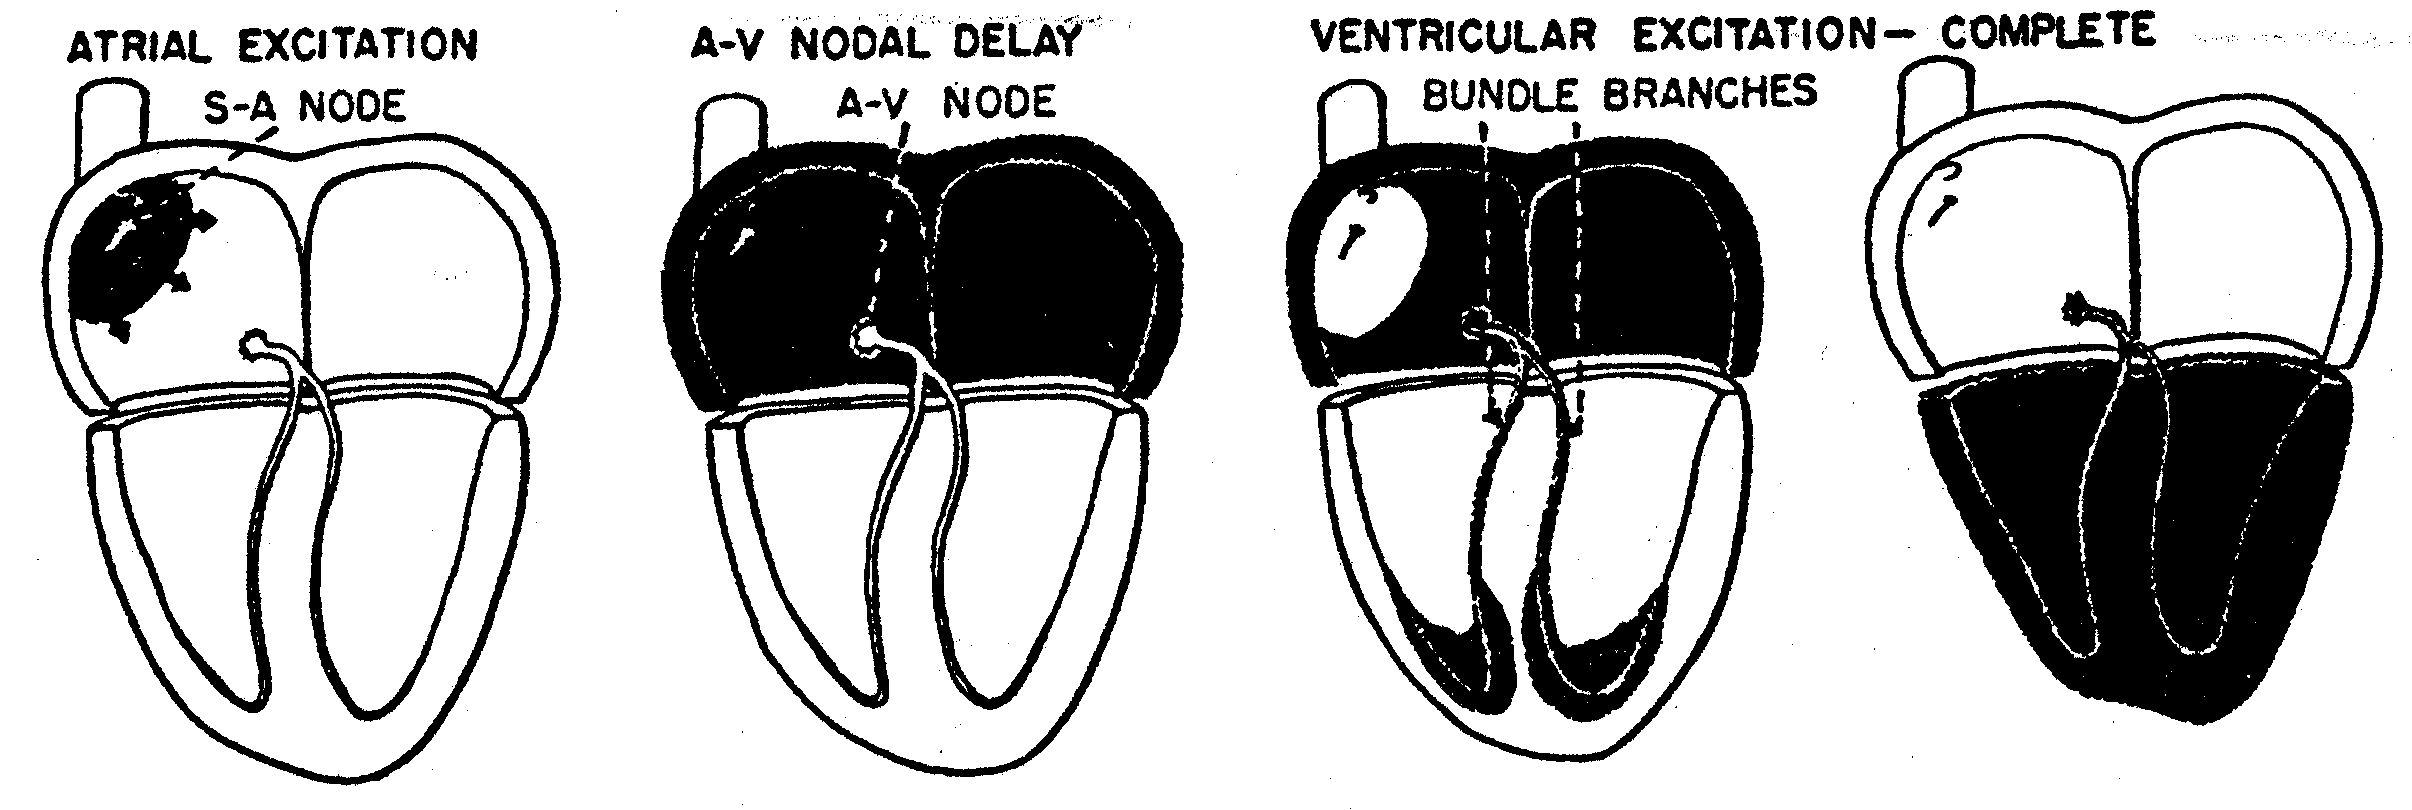 ATRIAL EXCITATION
S-A NODE
A-V NODAL DELAY
A-V NODE
VENTRICULAR EXCITATION— COMPLETE
BUNDLE BRANCHES